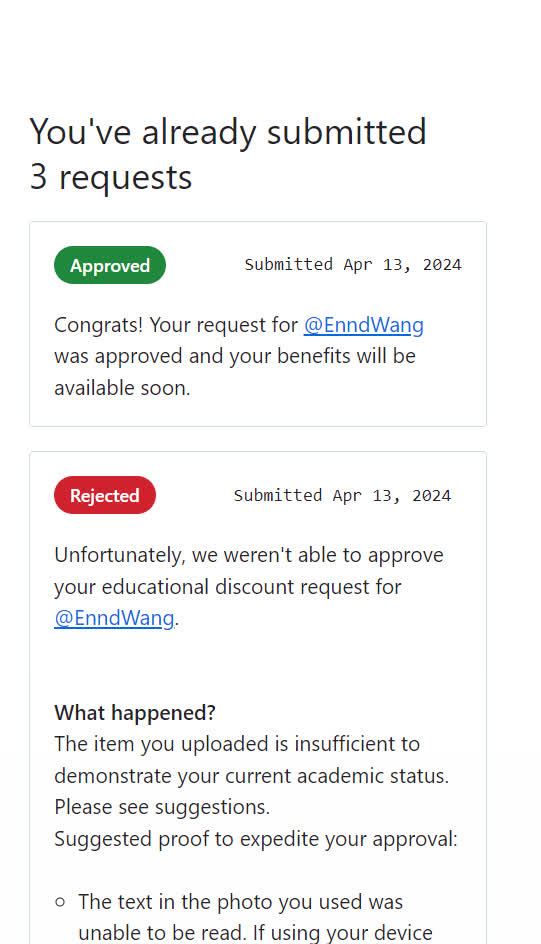 You've already submitted
3 requests
Approved
Submitted Apr 13, 2024
Congrats! Your request for @EnndWang
was approved and your benefits will be
available soon.
Rejected
Submitted Apr 13, 2024
Unfortunately, we weren't able to approve
your educational discount request for
@EnndWang.
What happened?
The item you uploaded is insufficient to
demonstrate your current academic status.
Please see suggestions.
Suggested proof to expedite your approval:
The text in the photo you used was
unable to be read. If using your device